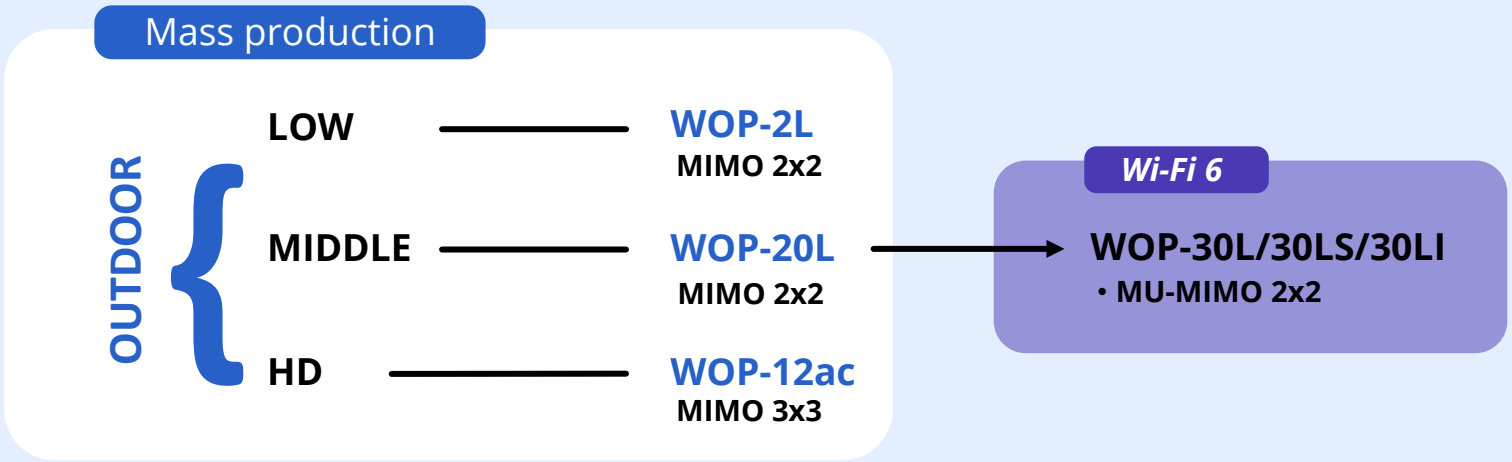 Mass production
OUTDOOR
LOW
WOP-2L
MIMO 2x2
MIDDLE
WOP-20L
MIMO 2x2
HD
WOP-12ac
MIMO 3x3
Wi-Fi 6
WOP-30L/30LS/30LI
• MU-MIMO 2x2